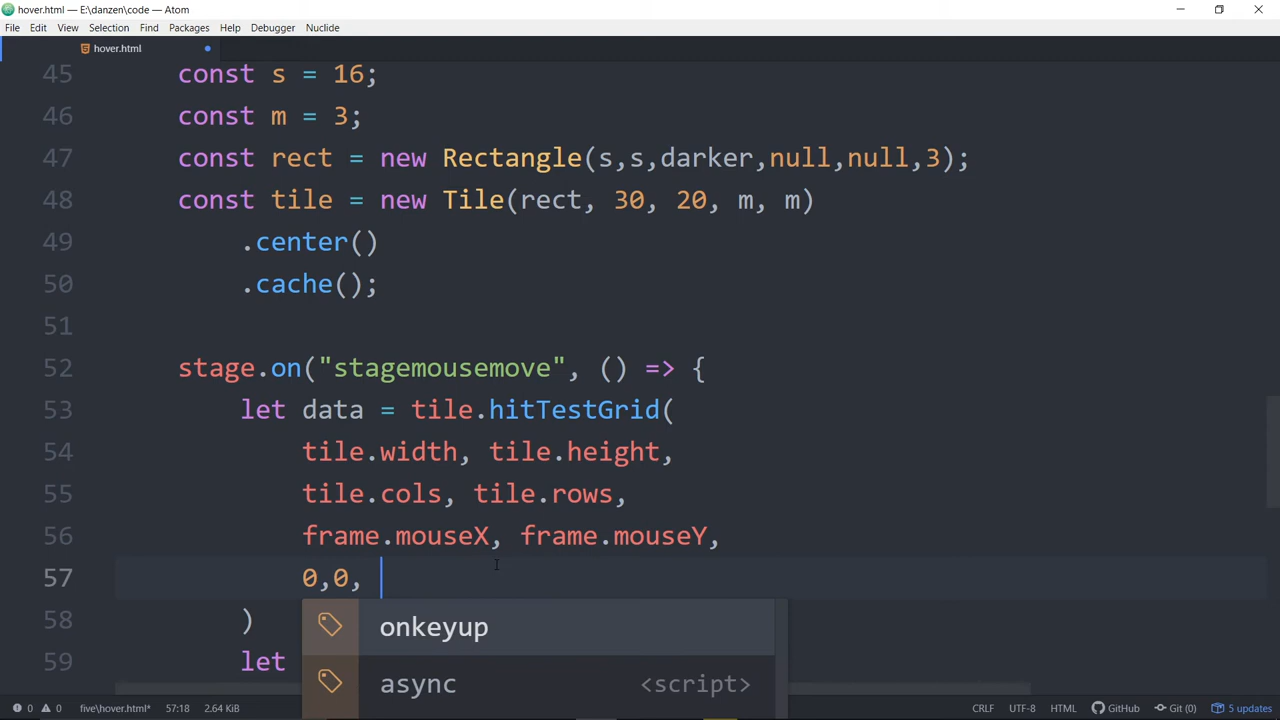 hover.html — E:\danzen\code — Atom
File Edit View Selection Find Packages Help Debugger Nuclide
hover.html
45 const s = 16;
46 const m = 3;
47 const rect = new Rectangle(s,s,darker,null,null,3);
48 const tile = new Tile(rect, 30, 20, m, m)
49 .center()
50 .cache();
51
52 stage.on("stagemousemove", () => {
53 let data = tile.hitTestGrid(
54 tile.width, tile.height,
55 tile.cols, tile.rows,
56 frame.mouseX, frame.mouseY,
57 0,0,
58 )
onkeyup
59 let
async <script>
0 0 five\hover.html* 57:18 2.64 KiB CRLF UTF-8 HTML GitHub Git (0) 5 updates